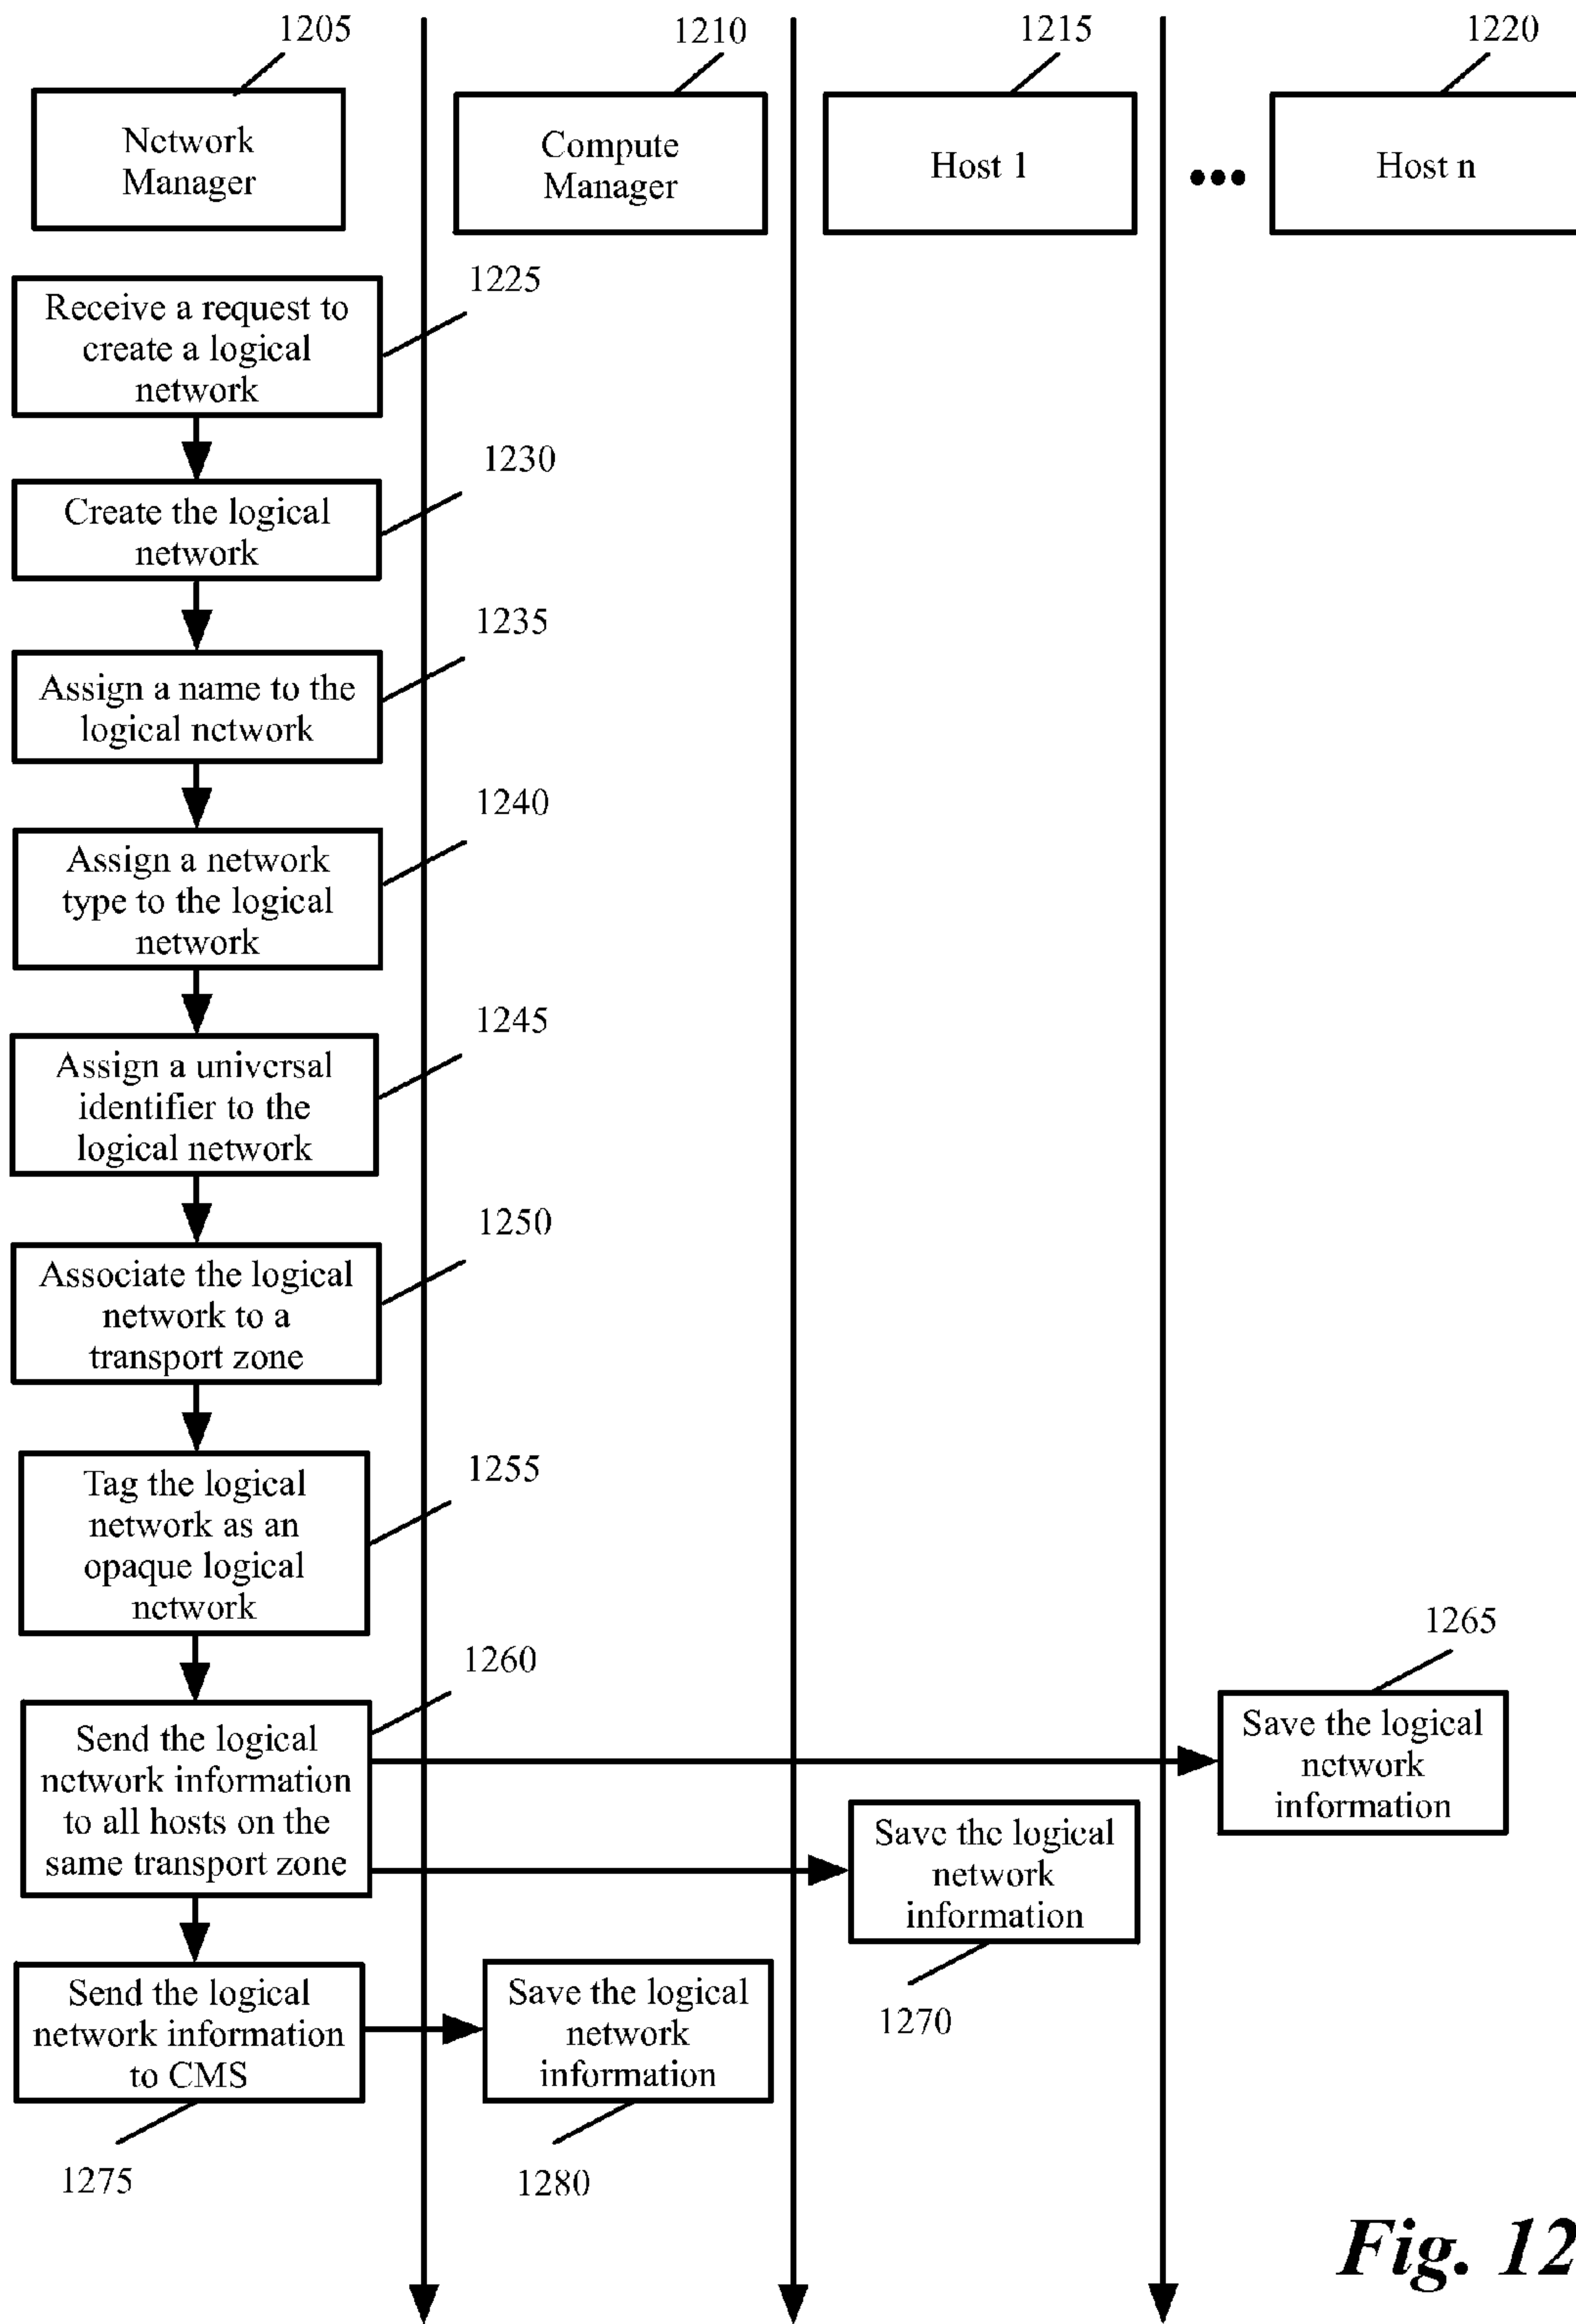 1205
1210
1215
1220
Network
Manager
Compute
Manager
Host 1
Host n
1225
Receive a request to
create a logical
network
1230
Create the logical
network
1235
Assign a name to the
logical network
1240
Assign a network
type to the logical
network
1245
Assign a universal
identifier to the
logical network
1250
Associate the logical
network to a
transport zone
1255
Tag the logical
network as an
opaque logical
network
1260
Send the logical
network information
to all hosts on the
same transport zone
1265
Save the logical
network
information
Save the logical
network
information
1270
Send the logical
network information
to CMS
1275
Save the logical
network
information
1280
Fig. 12